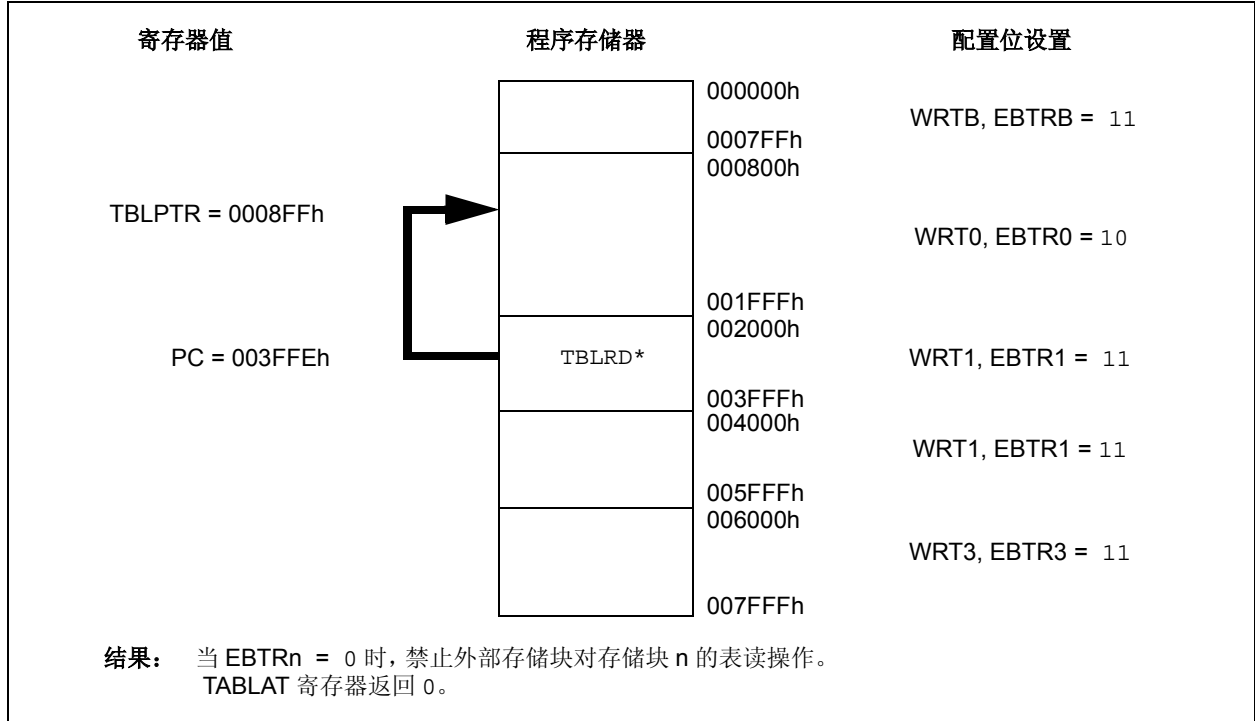 寄存器值 程序存储器 配置位设置
000000h
WRTB, EBTRB = 11
0007FFh
000800h
TBLPTR = 0008FFh
WRT0, EBTR0 = 10
001FFFh
002000h
PC = 003FFEh TBLRD* WRT1, EBTR1 = 11
003FFFh
004000h
WRT1, EBTR1 = 11
005FFFh
006000h
WRT3, EBTR3 = 11
007FFFh
结果： 当 EBTRn = 0 时，禁止外部存储块对存储块 n 的表读操作。
TABLAT 寄存器返回 0。